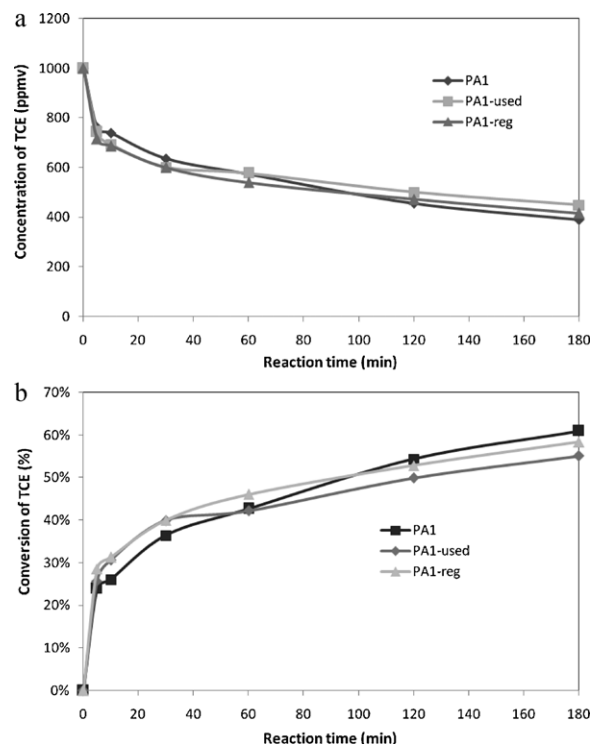 a
Concentration of TCE (ppmv)
1200
1000
800
600
400
200
0
PA1
PA1-used
PA1-reg
0 20 40 60 80 100 120 140 160 180
Reaction time (min)
b
Conversion of TCE (%)
70%
60%
50%
40%
30%
20%
10%
0%
PA1
PA1-used
PA1-reg
0 20 40 60 80 100 120 140 160 180
Reaction time (min)